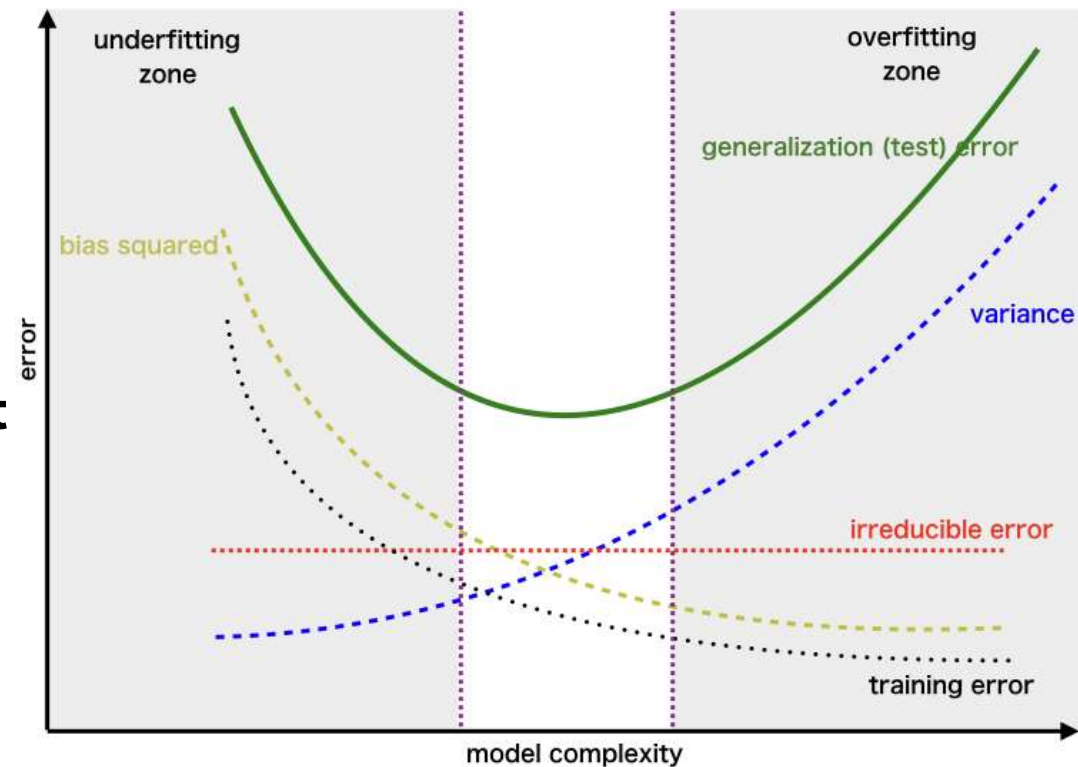 underfitting
zone
overfitting
zone
generalization (test) error
bias squared
variance
error
t
irreducible error
training error
model complexity